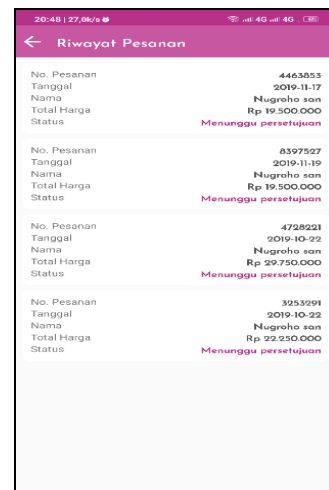 20:48 | 27,0k/s
4G 4G
← Riwayat Pesanan
No. Pesanan 4463853
Tanggal 2019-11-17
Nama Nugroho san
Total Harga Rp 19.500.000
Status Menunggu persetujuan
No. Pesanan 8397527
Tanggal 2019-11-19
Nama Nugroho san
Total Harga Rp 19.500.000
Status Menunggu persetujuan
No. Pesanan 4728221
Tanggal 2019-10-22
Nama Nugroho san
Total Harga Rp 29.750.000
Status Menunggu persetujuan
No. Pesanan 3253291
Tanggal 2019-10-22
Nama Nugroho san
Total Harga Rp 22.250.000
Status Menunggu persetujuan